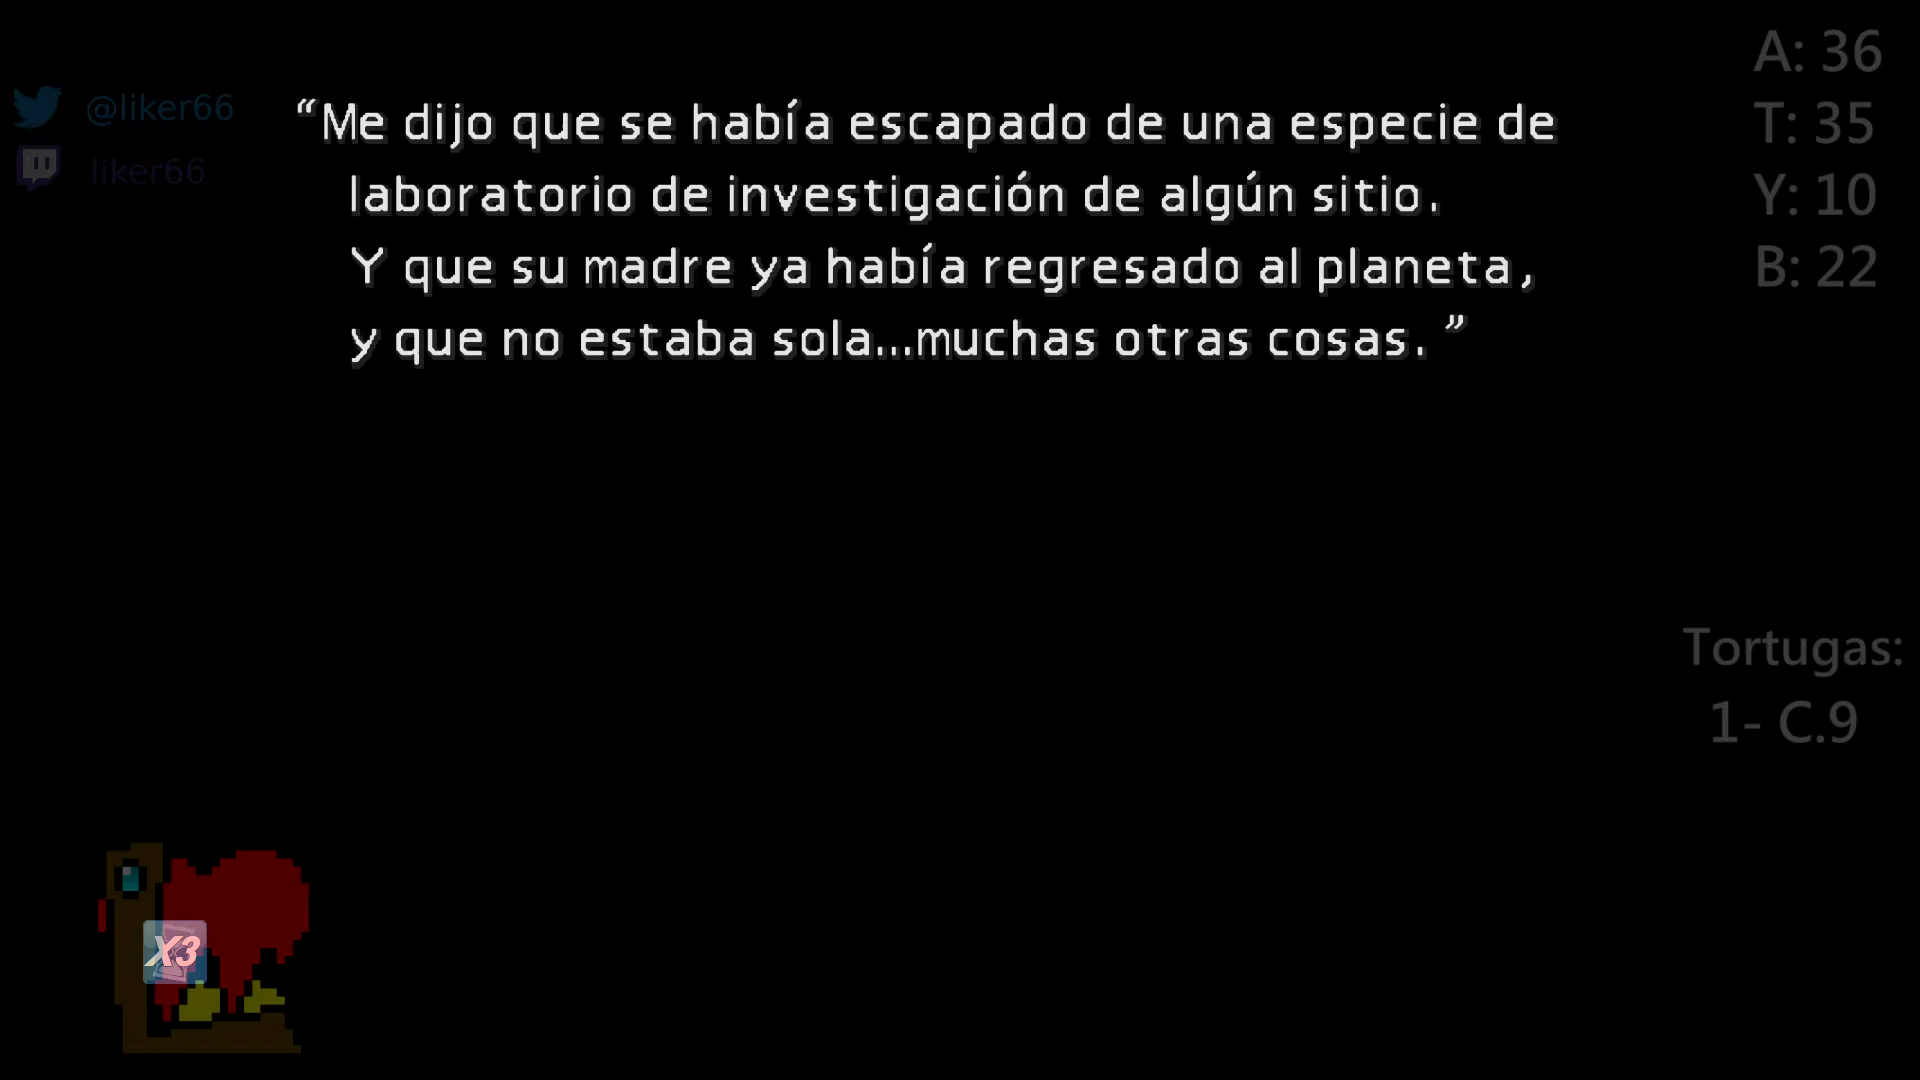 @liker66
liker66
“Me dijo que se había escapado de una especie de
laboratorio de investigación de algún sitio.
Y que su madre ya había regresado al planeta,
y que no estaba sola...muchas otras cosas.”
A: 36
T: 35
Y: 10
B: 22
Tortugas:
1- C.9
X3